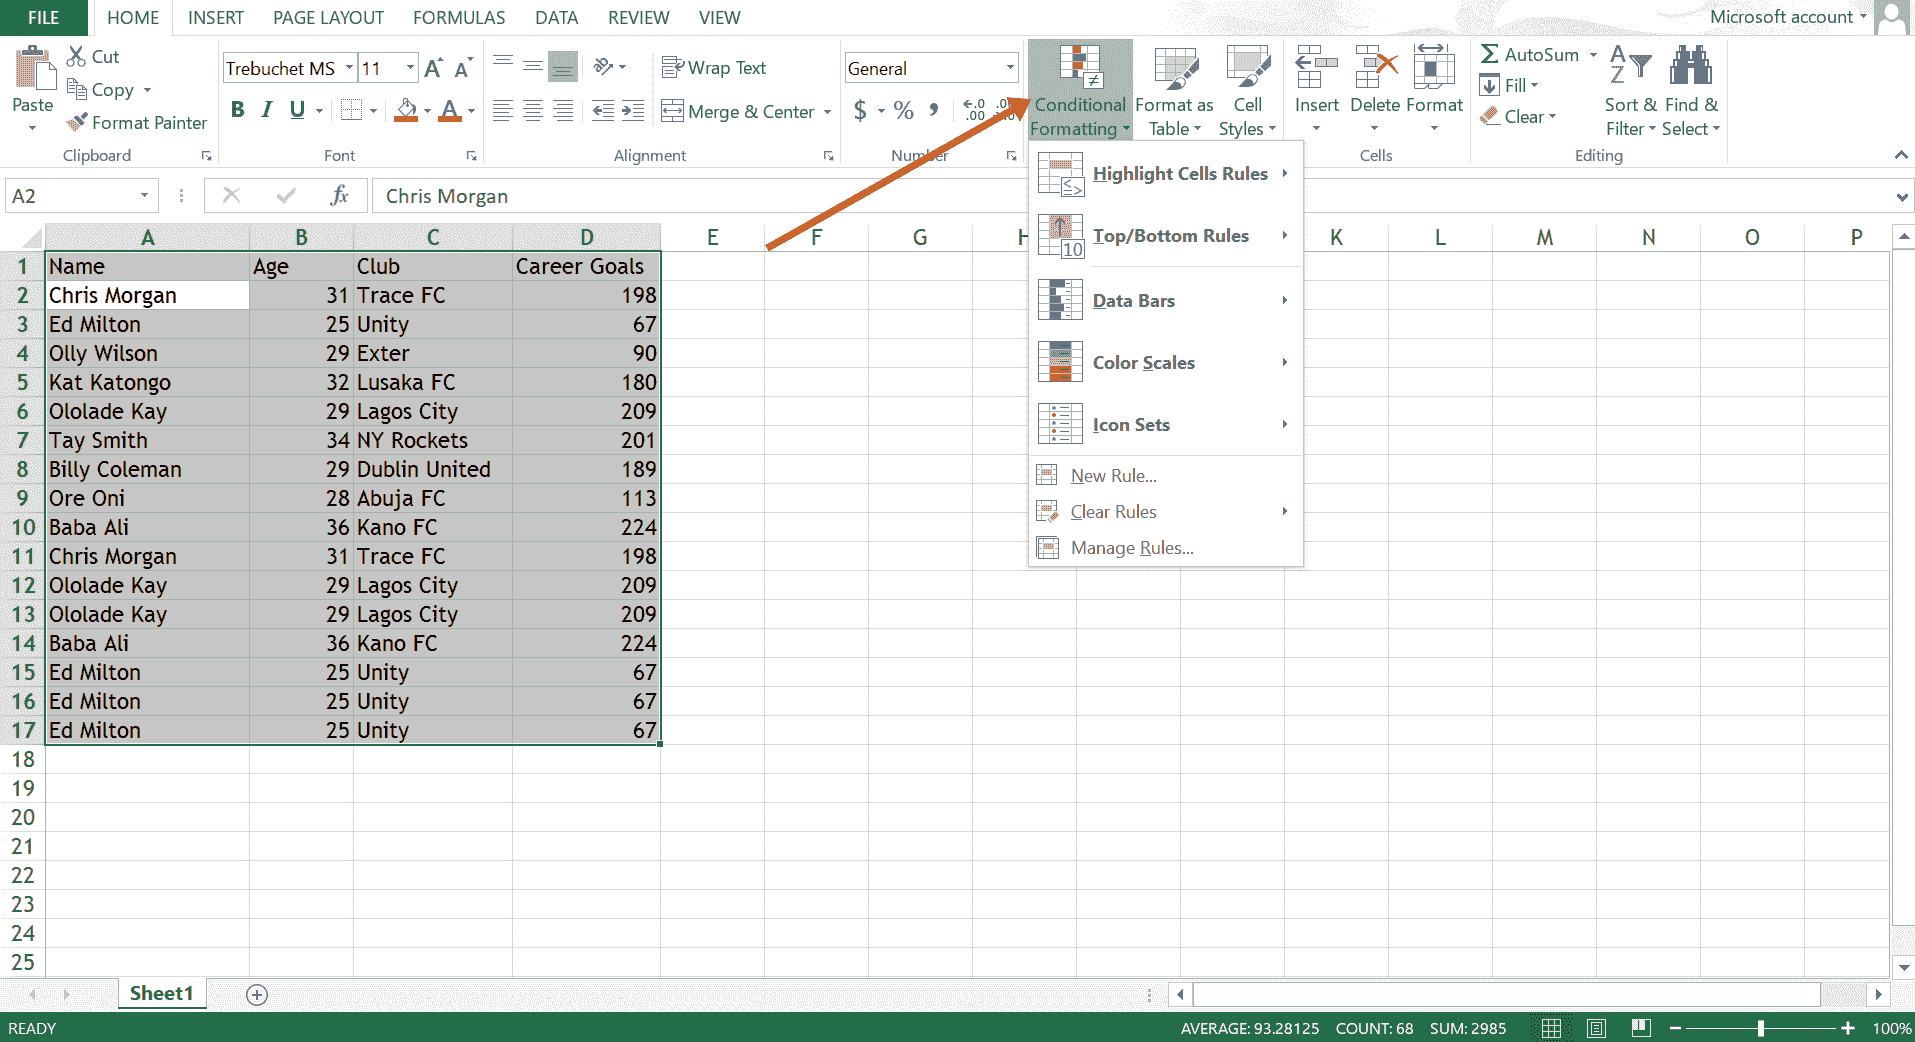 FILE HOME INSERT PAGE LAYOUT FORMULAS DATA REVIEW VIEW Microsoft account
Paste
Cut
Copy
Format Painter
Clipboard
Trebuchet MS 11 A A
B I U A
Font
Wrap Text
Merge & Center
Alignment
General
$ % ,
Number
Conditional
Formatting
Format as
Table
Cell
Styles
Insert Delete Format
Cells
AutoSum
Fill
Clear
Sort &
Filter
Find &
Select
Editing
A2 fx Chris Morgan
Highlight Cells Rules
Top/Bottom Rules
Data Bars
Color Scales
Icon Sets
New Rule...
Clear Rules
Manage Rules...
A B C D E F G H K L M N O P
1 Name Age Club Career Goals
2 Chris Morgan 31 Trace FC 198
3 Ed Milton 25 Unity 67
4 Olly Wilson 29 Exter 90
5 Kat Katongo 32 Lusaka FC 180
6 Ololade Kay 29 Lagos City 209
7 Tay Smith 34 NY Rockets 201
8 Billy Coleman 29 Dublin United 189
9 Ore Oni 28 Abuja FC 113
10 Baba Ali 36 Kano FC 224
11 Chris Morgan 31 Trace FC 198
12 Ololade Kay 29 Lagos City 209
13 Ololade Kay 29 Lagos City 209
14 Baba Ali 36 Kano FC 224
15 Ed Milton 25 Unity 67
16 Ed Milton 25 Unity 67
17 Ed Milton 25 Unity 67
18
19
20
21
22
23
24
25
Sheet1
READY AVERAGE: 93.28125 COUNT: 68 SUM: 2985 100%